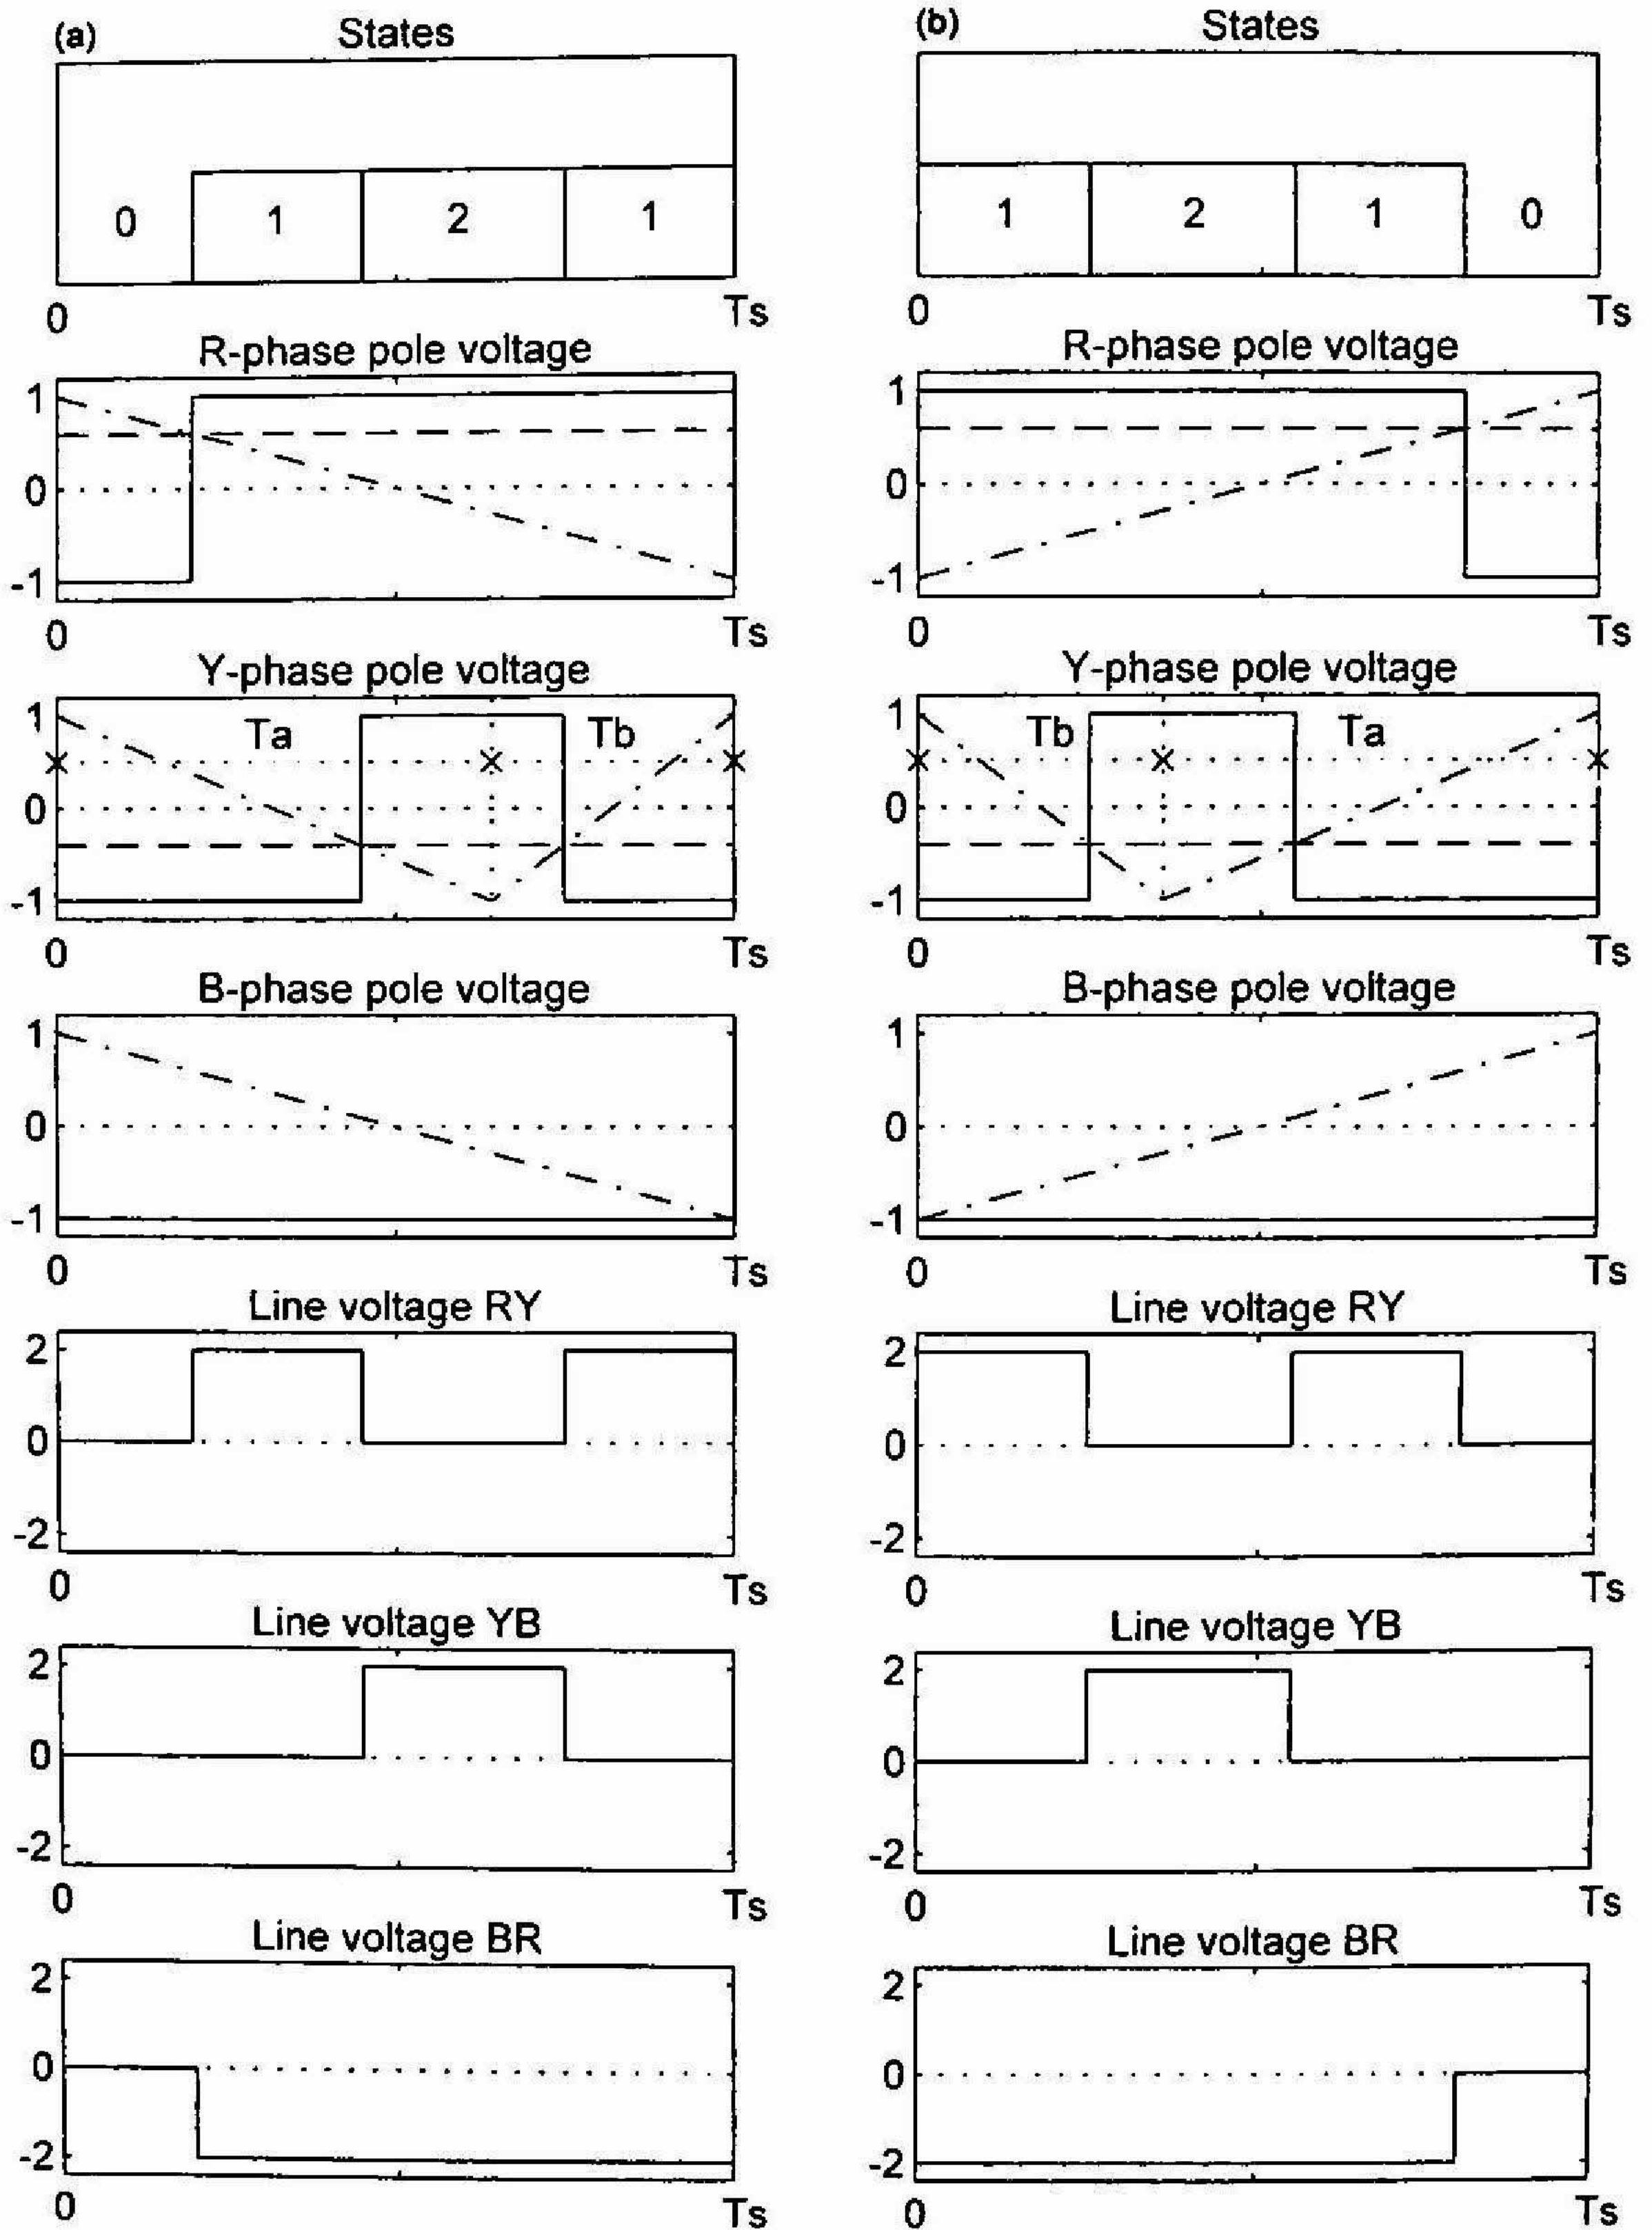 (a) States
0 1 2 1
0 Ts
R-phase pole voltage
1
0
-1
0 Ts
Y-phase pole voltage
1
Ta Tb
0
-1
0 Ts
B-phase pole voltage
1
0
-1
0 Ts
Line voltage RY
2
0
-2
0 Ts
Line voltage YB
2
0
-2
0 Ts
Line voltage BR
2
0
-2
0 Ts
(b) States
1 2 1 0
0 Ts
R-phase pole voltage
1
0
-1
0 Ts
Y-phase pole voltage
1
Tb Ta
0
-1
0 Ts
B-phase pole voltage
1
0
-1
0 Ts
Line voltage RY
2
0
-2
0 Ts
Line voltage YB
2
0
-2
0 Ts
Line voltage BR
2
0
-2
0 Ts